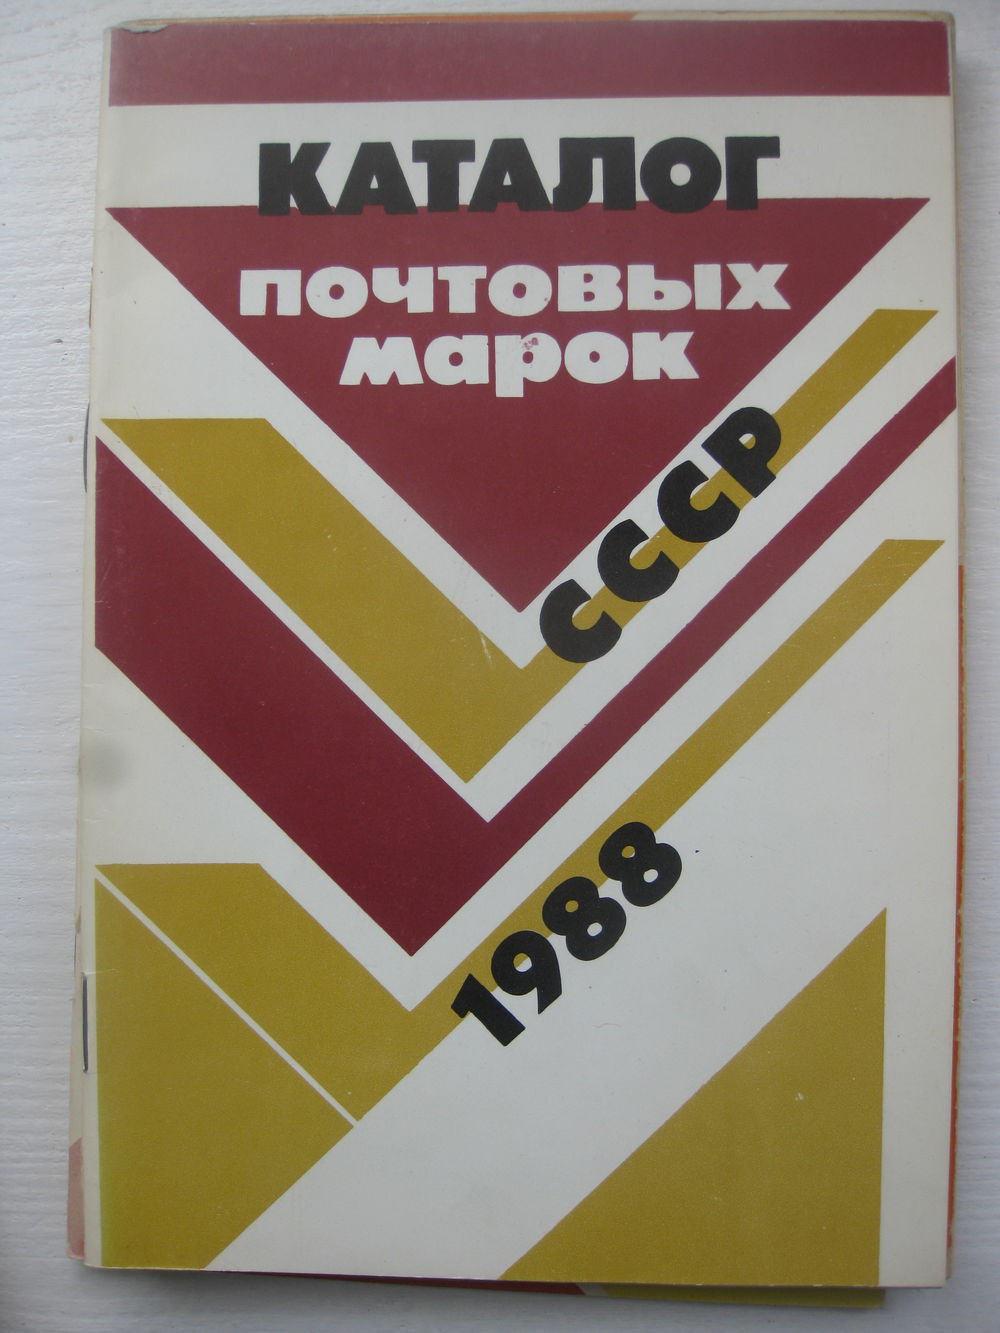 КАТАЛОГ
почтовых
марок
СССР
1988